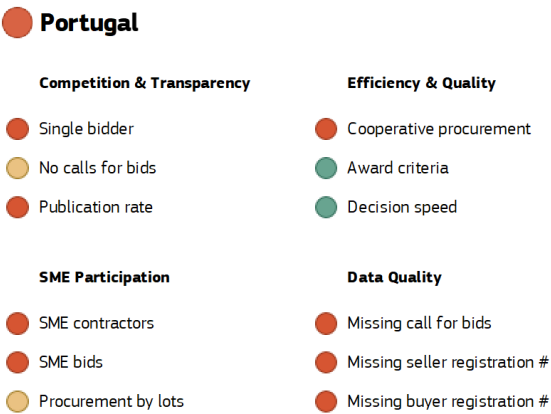 Portugal
Competition & Transparency
Single bidder
No calls for bids
Publication rate
Efficiency & Quality
Cooperative procurement
Award criteria
Decision speed
SME Participation
SME contractors
SME bids
Procurement by lots
Data Quality
Missing call for bids
Missing seller registration #
Missing buyer registration #